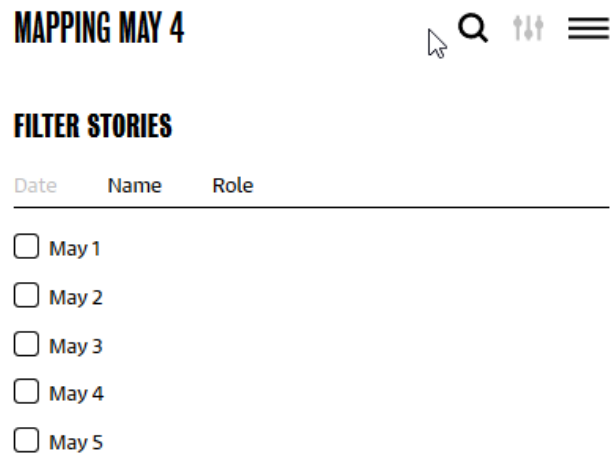 MAPPING MAY 4
FILTER STORIES
Date Name Role
May 1
May 2
May 3
May 4
May 5